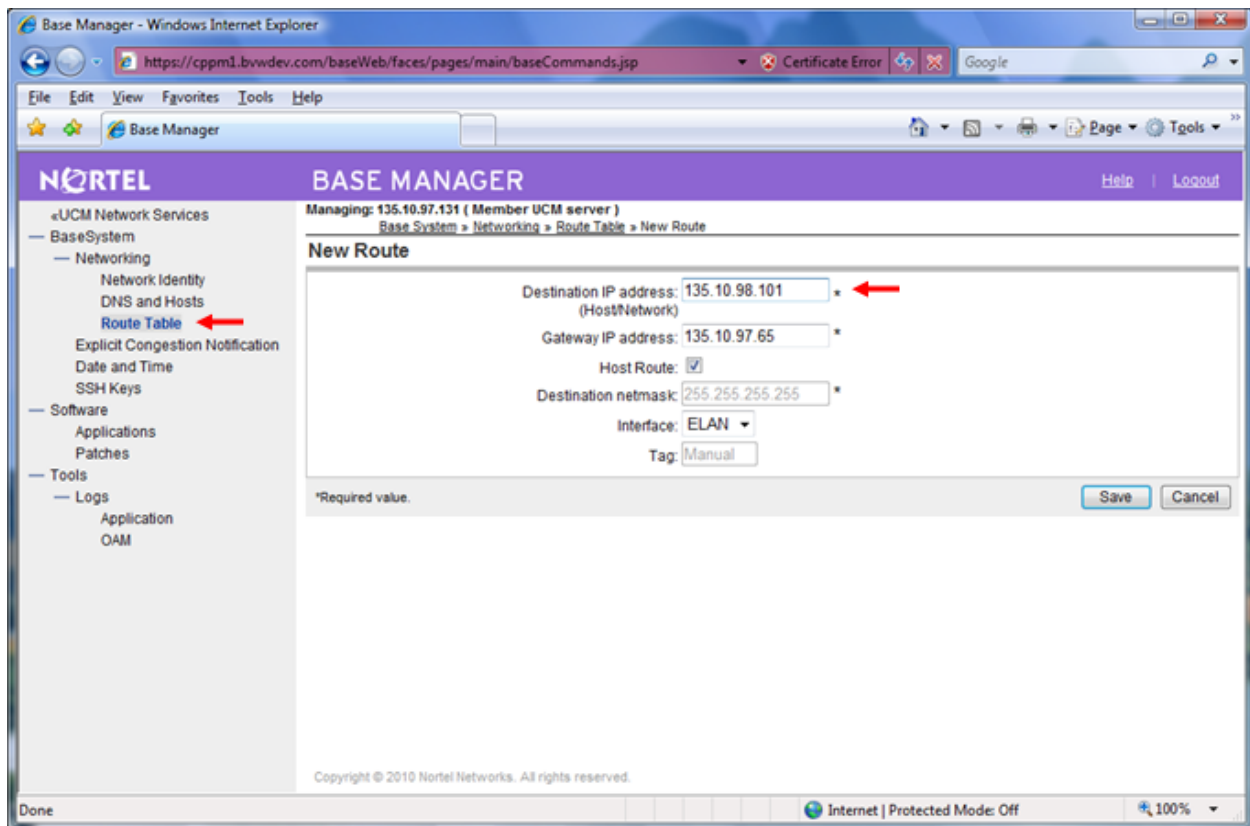 Base Manager - Windows Internet Explorer
https://cppm1.bvwdev.com/baseWeb/faces/pages/main/baseCommands.jsp
Certificate Error
Google
File Edit View Favorites Tools Help
Base Manager
Page Tools
NORTEL
BASE MANAGER
Help | Logout
«UCM Network Services
— BaseSystem
— Networking
Network Identity
DNS and Hosts
Route Table
Explicit Congestion Notification
Date and Time
SSH Keys
— Software
Applications
Patches
— Tools
— Logs
Application
OAM
Managing: 135.10.97.131 ( Member UCM server )
Base System » Networking » Route Table » New Route
New Route
Destination IP address: 135.10.98.101 *
(Host/Network)
Gateway IP address: 135.10.97.65 *
Host Route:
Destination netmask: 255.255.255.255 *
Interface: ELAN
Tag: Manual
*Required value.
Save Cancel
Copyright © 2010 Nortel Networks. All rights reserved.
Done
Internet | Protected Mode: Off
100%